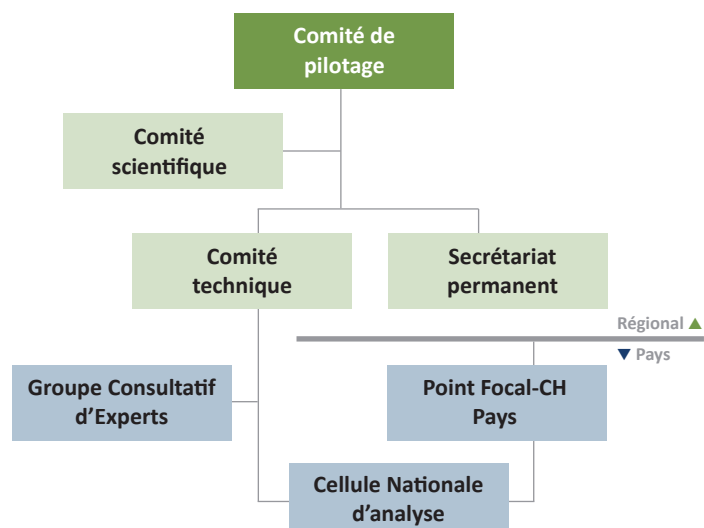 Comité de
pilotage
Comité
scientifique
Comité
technique
Secrétariat
permanent
Régional ▲
▼ Pays
Groupe Consultatif
d’Experts
Point Focal-CH
Pays
Cellule Nationale
d’analyse